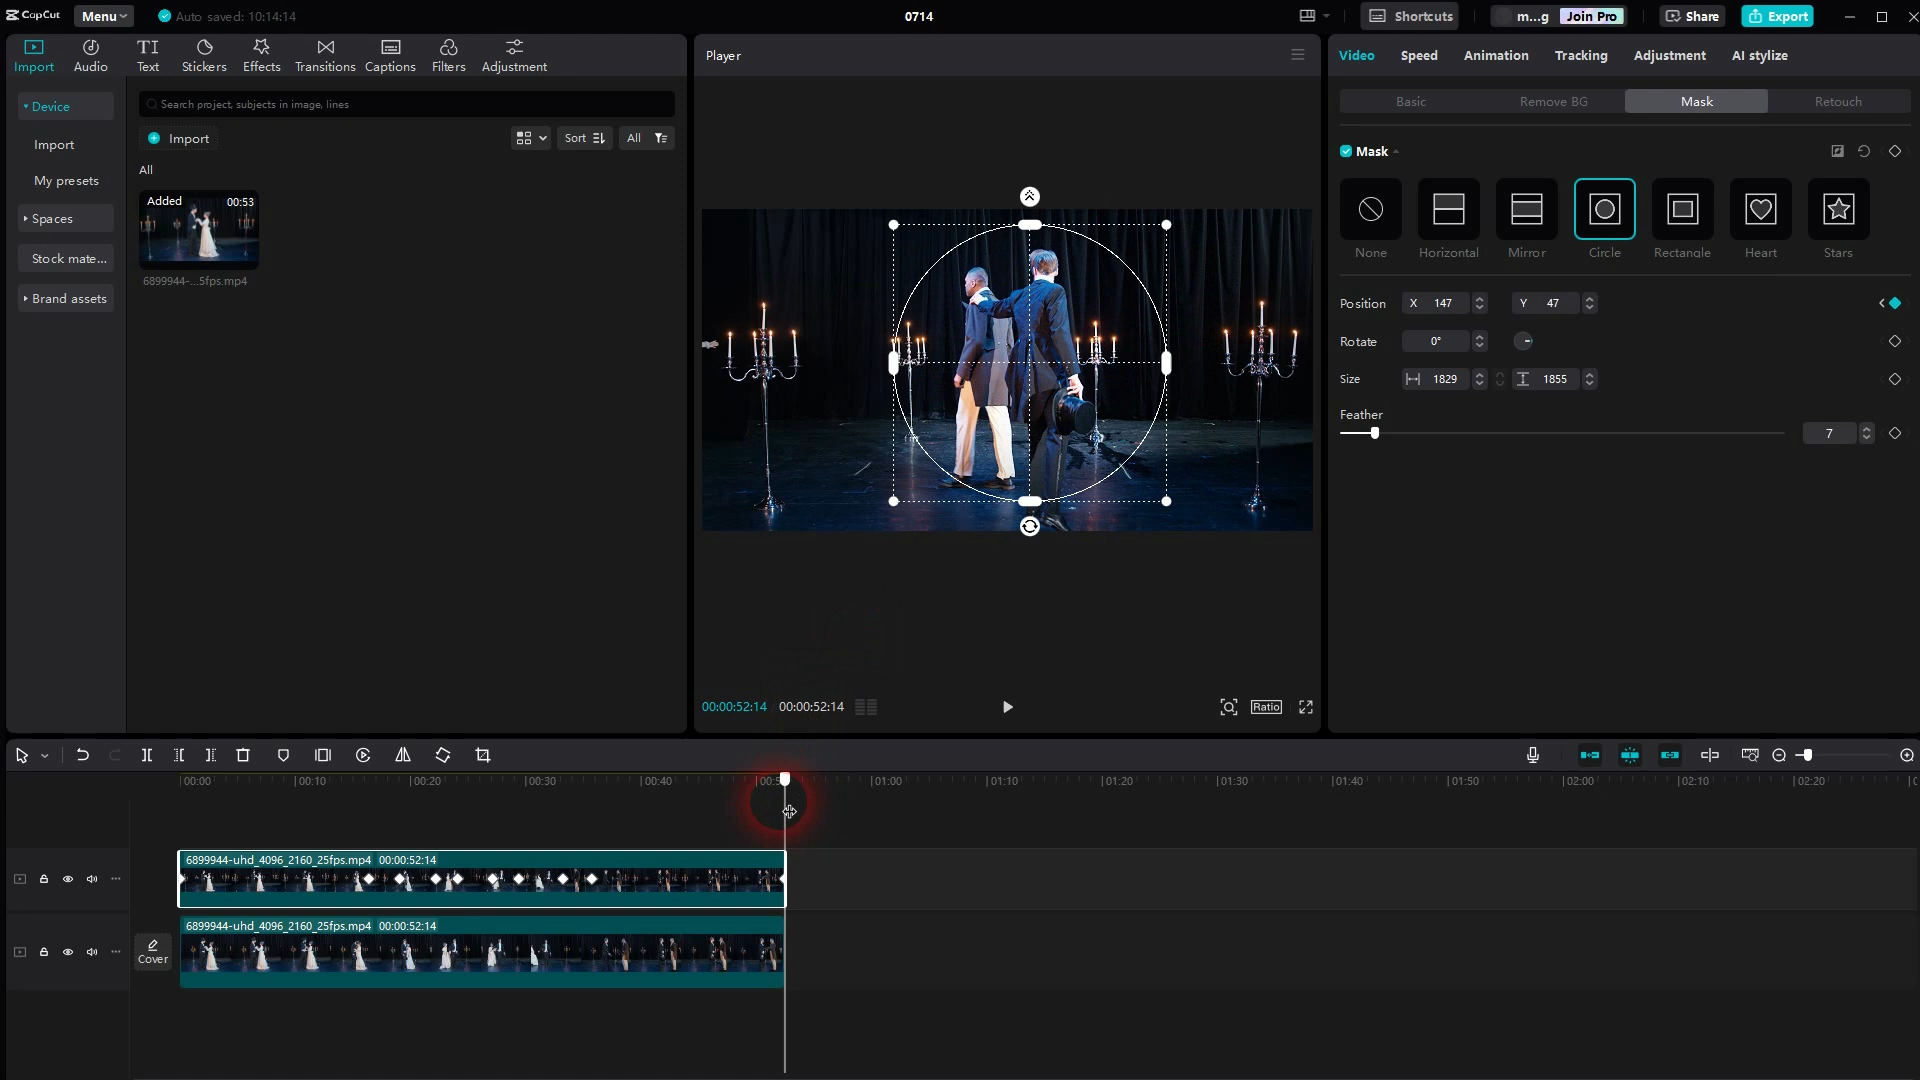 CapCut Menu Auto saved: 10:14:14 0714 Shortcuts m...g Join Pro Share Export
Import Audio Text Stickers Effects Transitions Captions Filters Adjustment
Device
Import
My presets
Spaces
Stock mate...
Brand assets
Search project, subjects in image, lines
Import Sort All
All
Added 00:53
6899944-...5fps.mp4
Player
00:00:52:14 00:00:52:14 Ratio
Video Speed Animation Tracking Adjustment AI stylize
Basic Remove BG Mask Retouch
Mask
None Horizontal Mirror Circle Rectangle Heart Stars
Position X 147 Y 47
Rotate 0°
Size 1829 1855
Feather
7
00:00 00:10 00:20 00:30 00:40 01:00 01:10 01:20 01:30 01:40 01:50 02:00 02:10 02:20
6899944-uhd_4096_2160_25fps.mp4 00:00:52:14
6899944-uhd_4096_2160_25fps.mp4 00:00:52:14
Cover